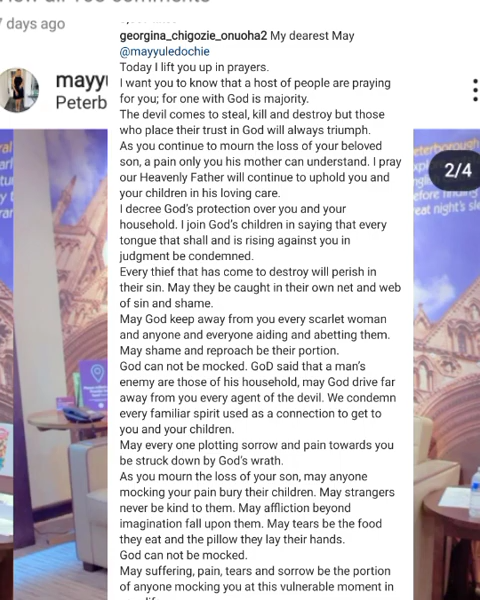 7 days ago
georgina_chigozie_onuoha2 My dearest May
@mayyuledochie
Today I lift you up in prayers.
I want you to know that a host of people are praying
for you; for one with God is majority.
The devil comes to steal, kill and destroy but those
who place their trust in God will always triumph.
As you continue to mourn the loss of your beloved
son, a pain only you his mother can understand. I pray
our Heavenly Father will continue to uphold you and
your children in his loving care.
I decree God's protection over you and your
household. I join God's children in saying that every
tongue that shall and is rising against you in
judgment be condemned.
Every thief that has come to destroy will perish in
their sin. May they be caught in their own net and web
of sin and shame.
May God keep away from you every scarlet woman
and anyone and everyone aiding and abetting them.
May shame and reproach be their portion.
God can not be mocked. GoD said that a man's
enemy are those of his household, may God drive far
away from you every agent of the devil. We condemn
every familiar spirit used as a connection to get to
you and your children.
May every one plotting sorrow and pain towards you
be struck down by God's wrath.
As you mourn the loss of your son, may anyone
mocking your pain bury their children. May strangers
never be kind to them. May affliction beyond
imagination fall upon them. May tears be the food
they eat and the pillow they lay their hands.
God can not be mocked.
May suffering, pain, tears and sorrow be the portion
of anyone mocking you at this vulnerable moment in
mayy
Peterb
2/4